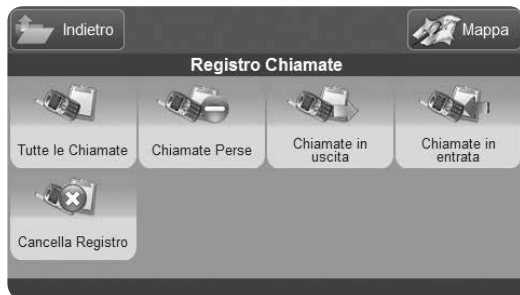 Indietro
Mappa
Registro Chiamate
Tutte le Chiamate
Chiamate Perse
Chiamate in
uscita
Chiamate in
entrata
Cancella Registro